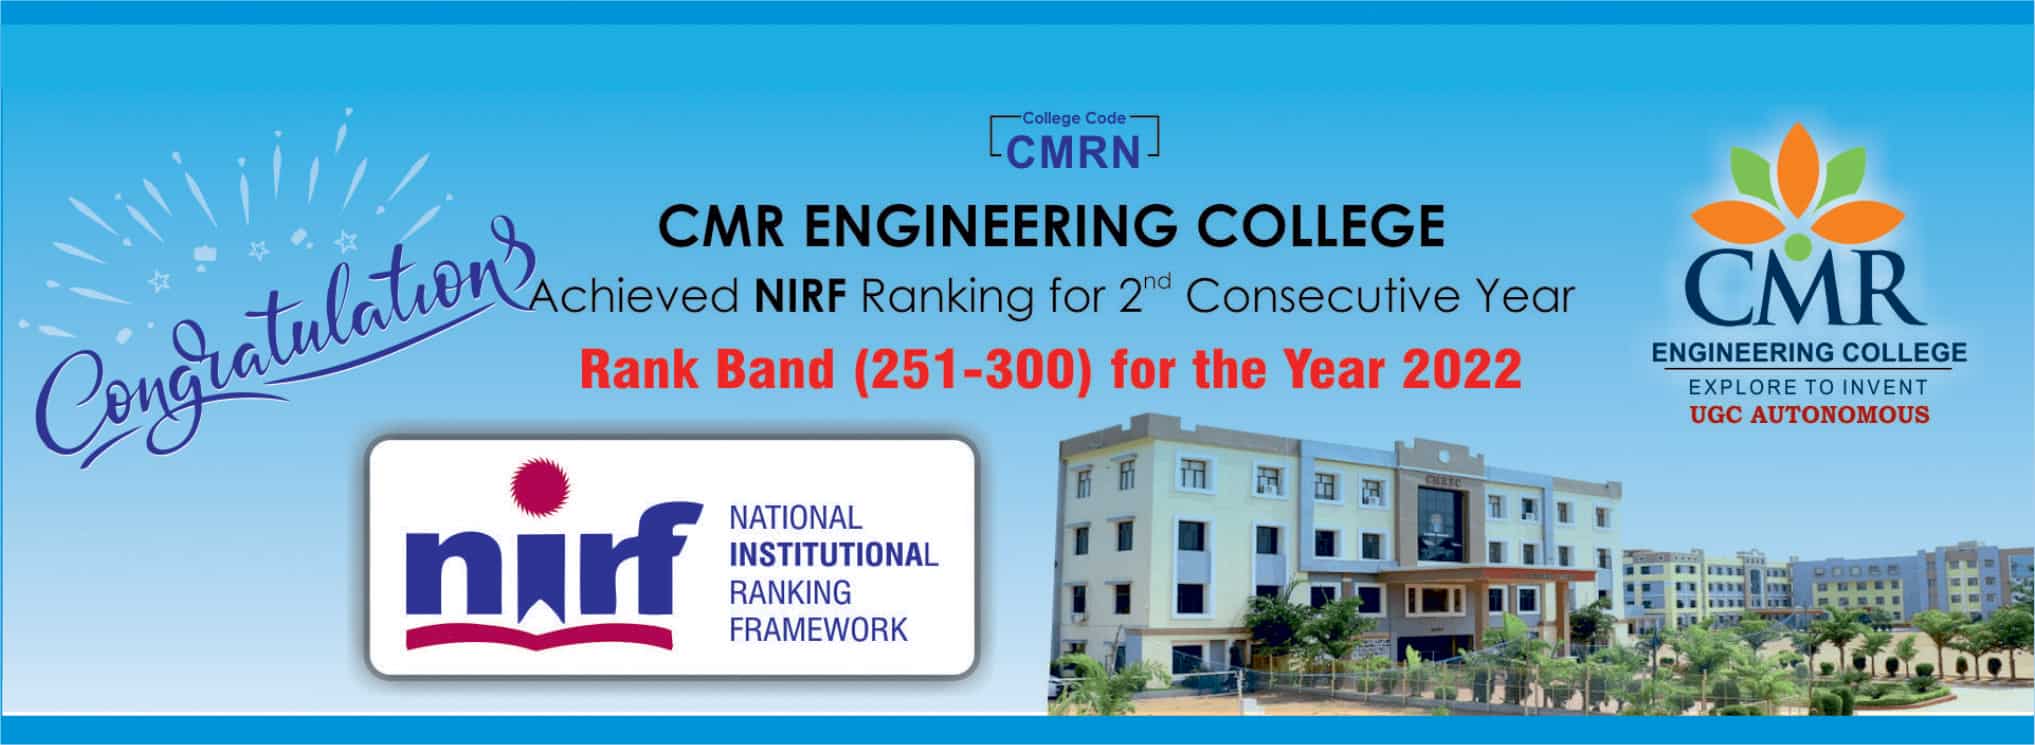 Congratulations
College Code
CMRN
CMR ENGINEERING COLLEGE
Achieved NIRF Ranking for 2nd Consecutive Year
Rank Band (251-300) for the Year 2022
CMR
ENGINEERING COLLEGE
EXPLORE TO INVENT
UGC AUTONOMOUS
nirf
NATIONAL
INSTITUTIONAL
RANKING
FRAMEWORK
CMREC